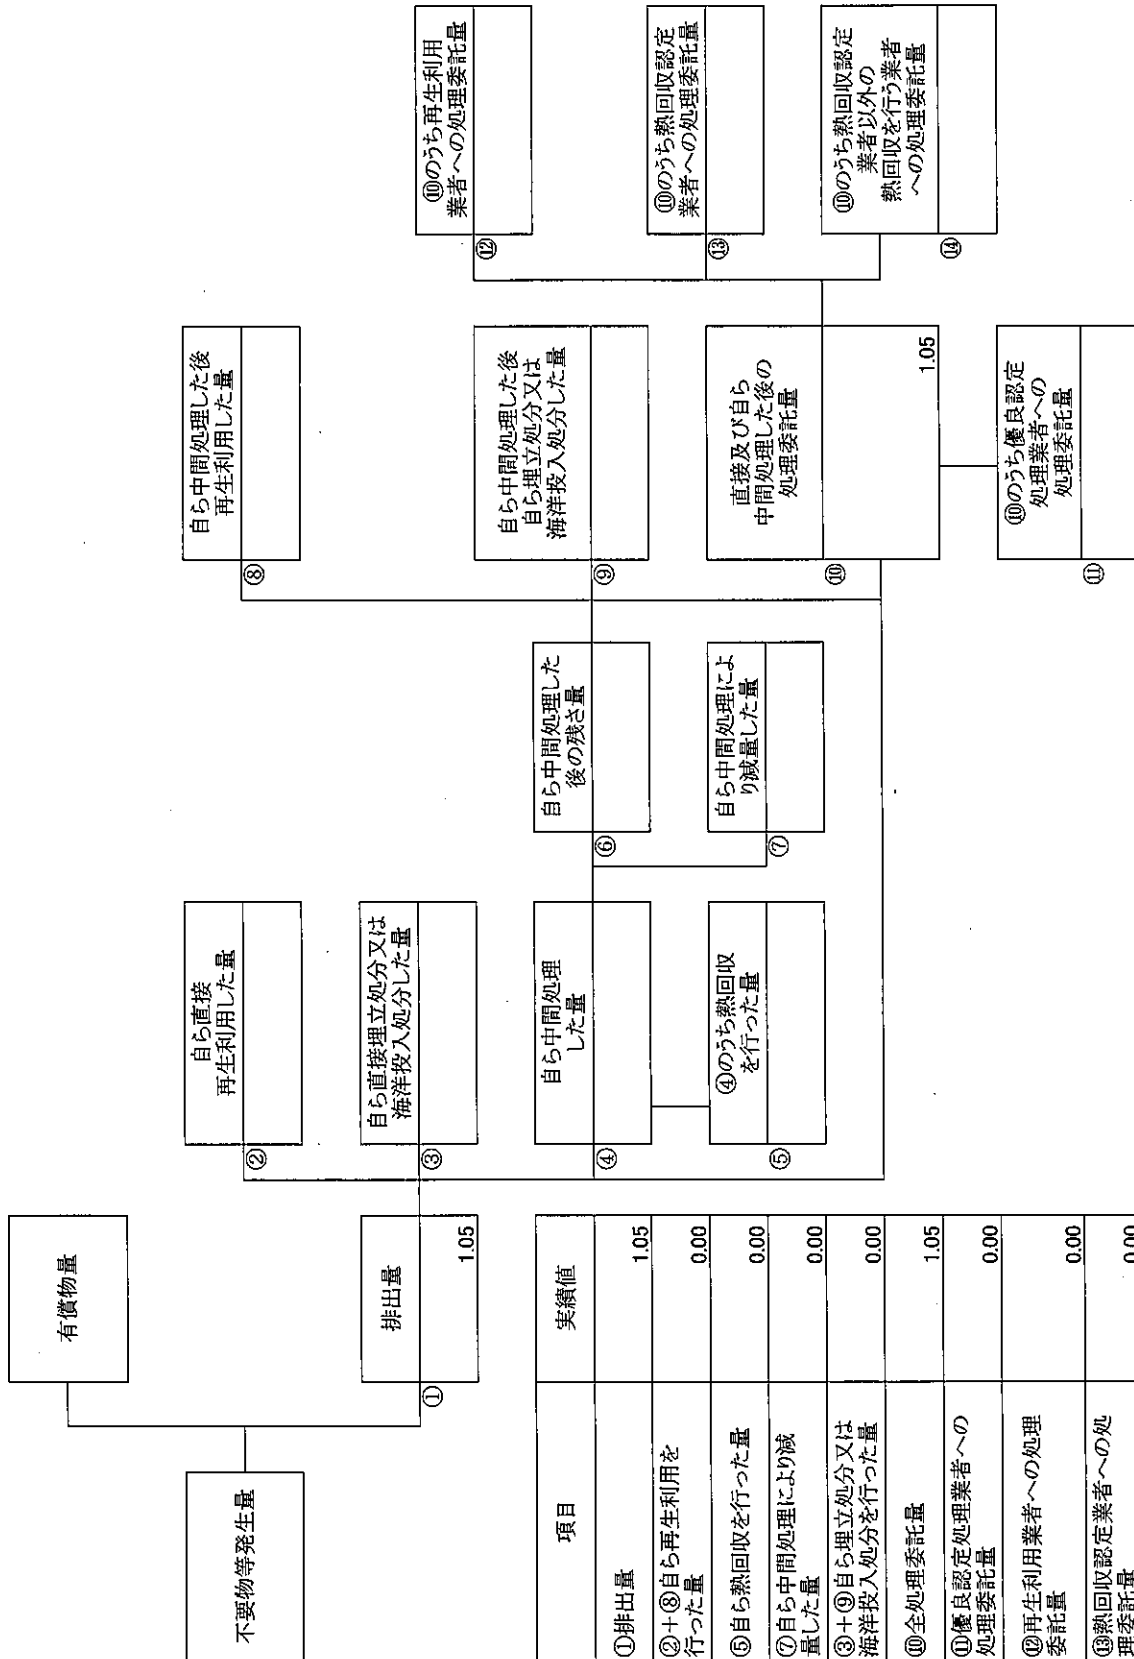 不要物等発生量
有償物量
排出量
①
1.05
自ら直接
再生利用した量
②
自ら直接埋立処分又は
海洋投入処分した量
③
自ら中間処理
した量
④
④のうち熱回収
を行った量
⑤
自ら中間処理した
後の残さ量
⑥
自ら中間処理によ
り減量した量
⑦
自ら中間処理した後
再生利用した量
⑧
自ら中間処理した後
自ら埋立処分又は
海洋投入処分した量
⑨
直接及び自ら
中間処理した後の
処理委託量
⑩
1.05
⑩のうち優良認定
処理業者への
処理委託量
⑪
⑩のうち再生利用
業者への処理委託量
⑫
⑩のうち熱回収認定
業者への処理委託量
⑬
⑩のうち熱回収認定
業者以外の
熱回収を行う業者
への処理委託量
⑭
項目 実績値
①排出量 1.05
②+⑧自ら再生利用を
行った量 0.00
⑤自ら熱回収を行った量 0.00
⑦自ら中間処理により減
量した量 0.00
③+⑨自ら埋立処分又は
海洋投入処分を行った量 0.00
⑩全処理委託量 1.05
⑪優良認定処理業者への
処理委託量 0.00
⑫再生利用業者への処理
委託量 0.00
⑬熱回収認定業者への処
理委託量 0.00